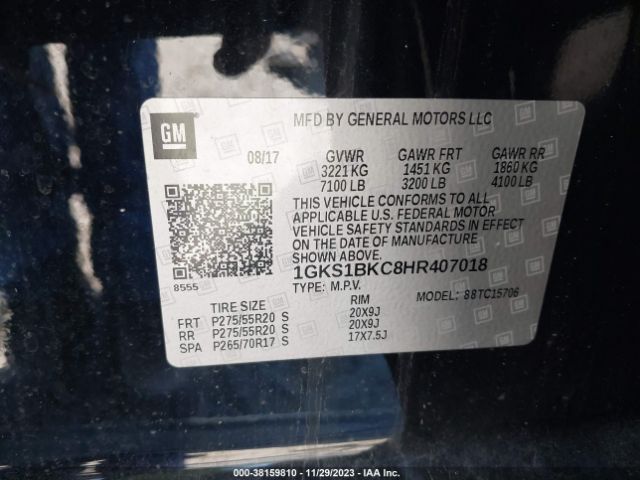 GM
MFD BY GENERAL MOTORS LLC
08/17 GVWR GAWR FRT GAWR RR
3221 KG 1451 KG 1860 KG
7100 LB 3200 LB 4100 LB
THIS VEHICLE CONFORMS TO ALL
APPLICABLE U.S. FEDERAL MOTOR
VEHICLE SAFETY STANDARDS IN EFFECT
ON THE DATE OF MANUFACTURE
1GKS1BKC8HR407018
8555
TYPE: M.P.V. MODEL: 88TC15706
TIRE SIZE RIM
FRT P275/55R20 S 20X9J
RR P275/55R20 S 20X9J
SPA P265/70R17 S 17X7.5J
000-38159810 - 11/29/2023 - IAA Inc.